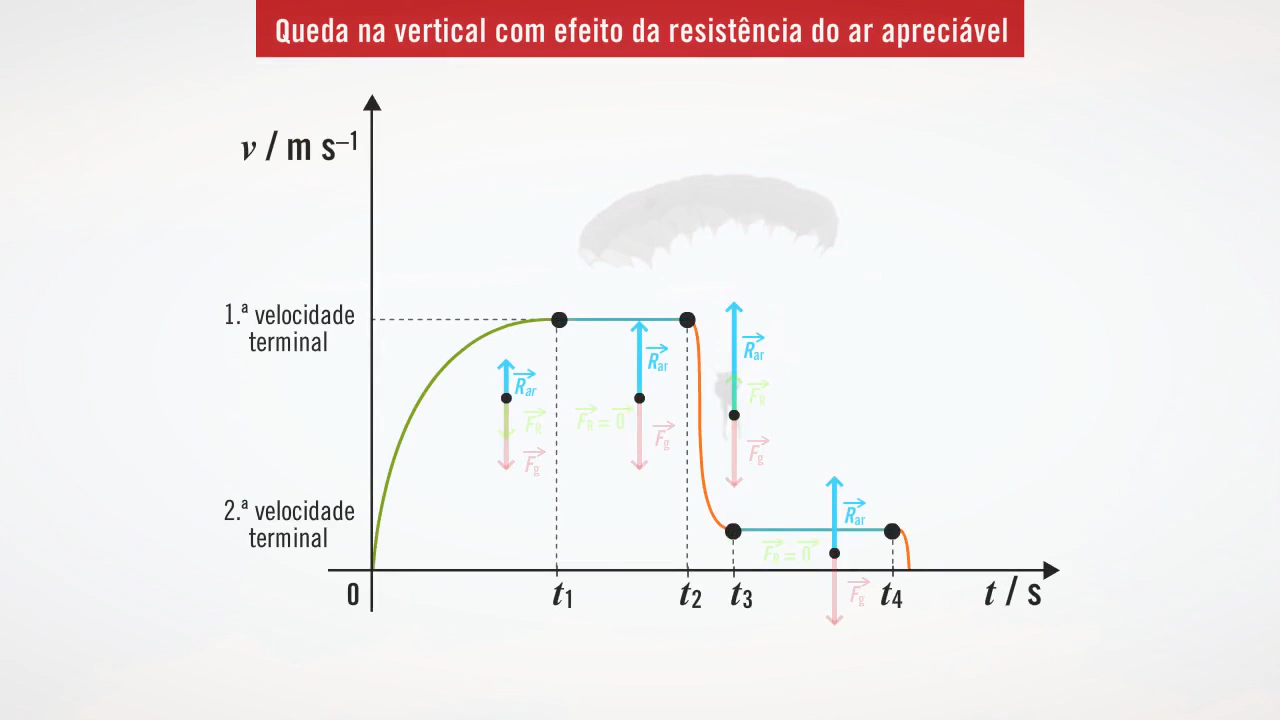 Queda na vertical com efeito da resistência do ar apreciável
v / m s⁻¹
1.ª velocidade
terminal
R⃗ar
F⃗R
F⃗g
R⃗ar
F⃗R = 0⃗
F⃗g
R⃗ar
F⃗R
F⃗g
2.ª velocidade
terminal
R⃗ar
F⃗R = 0⃗
F⃗g
0
t₁
t₂
t₃
t₄
t / s